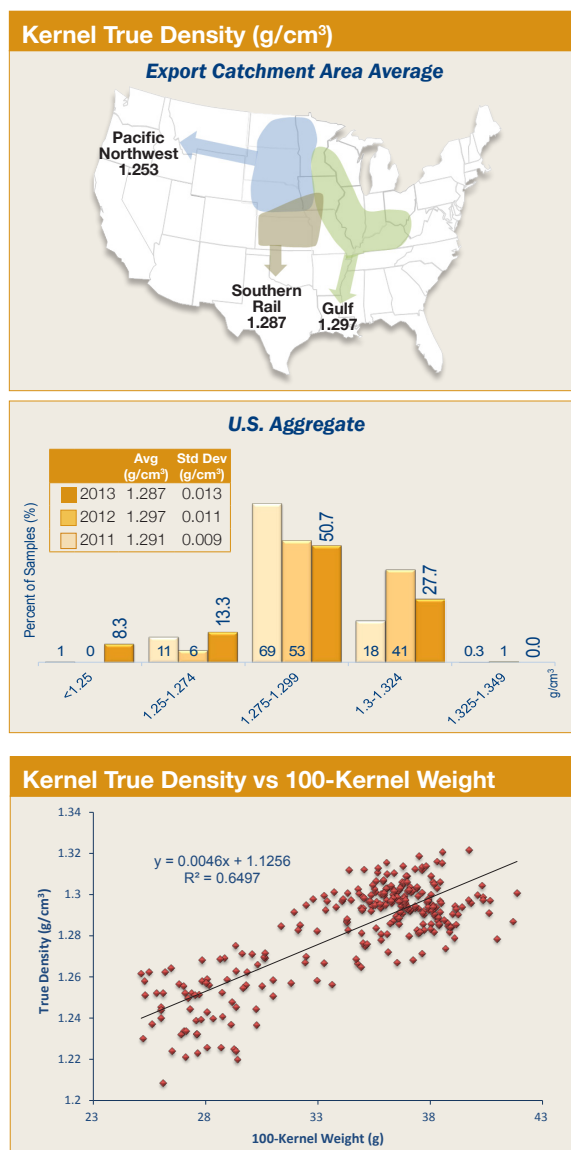 Kernel True Density (g/cm³)
Export Catchment Area Average
Pacific
Northwest
1.253
Southern
Rail
1.287
Gulf
1.297
U.S. Aggregate
Avg Std Dev
(g/cm³) (g/cm³)
2013 1.287 0.013
2012 1.297 0.011
2011 1.291 0.009
Percent of Samples (%)
1 0 8.3
11 6 13.3
69 53 50.7
18 41 27.7
0.3 1 0.0
<1.25
1.25-1.274
1.275-1.299
1.3-1.324
1.325-1.349
g/cm³
Kernel True Density vs 100-Kernel Weight
1.34
1.32
1.3
1.28
1.26
1.24
1.22
1.2
True Density (g/cm³)
y = 0.0046x + 1.1256
R² = 0.6497
23 28 33 38 43
100-Kernel Weight (g)